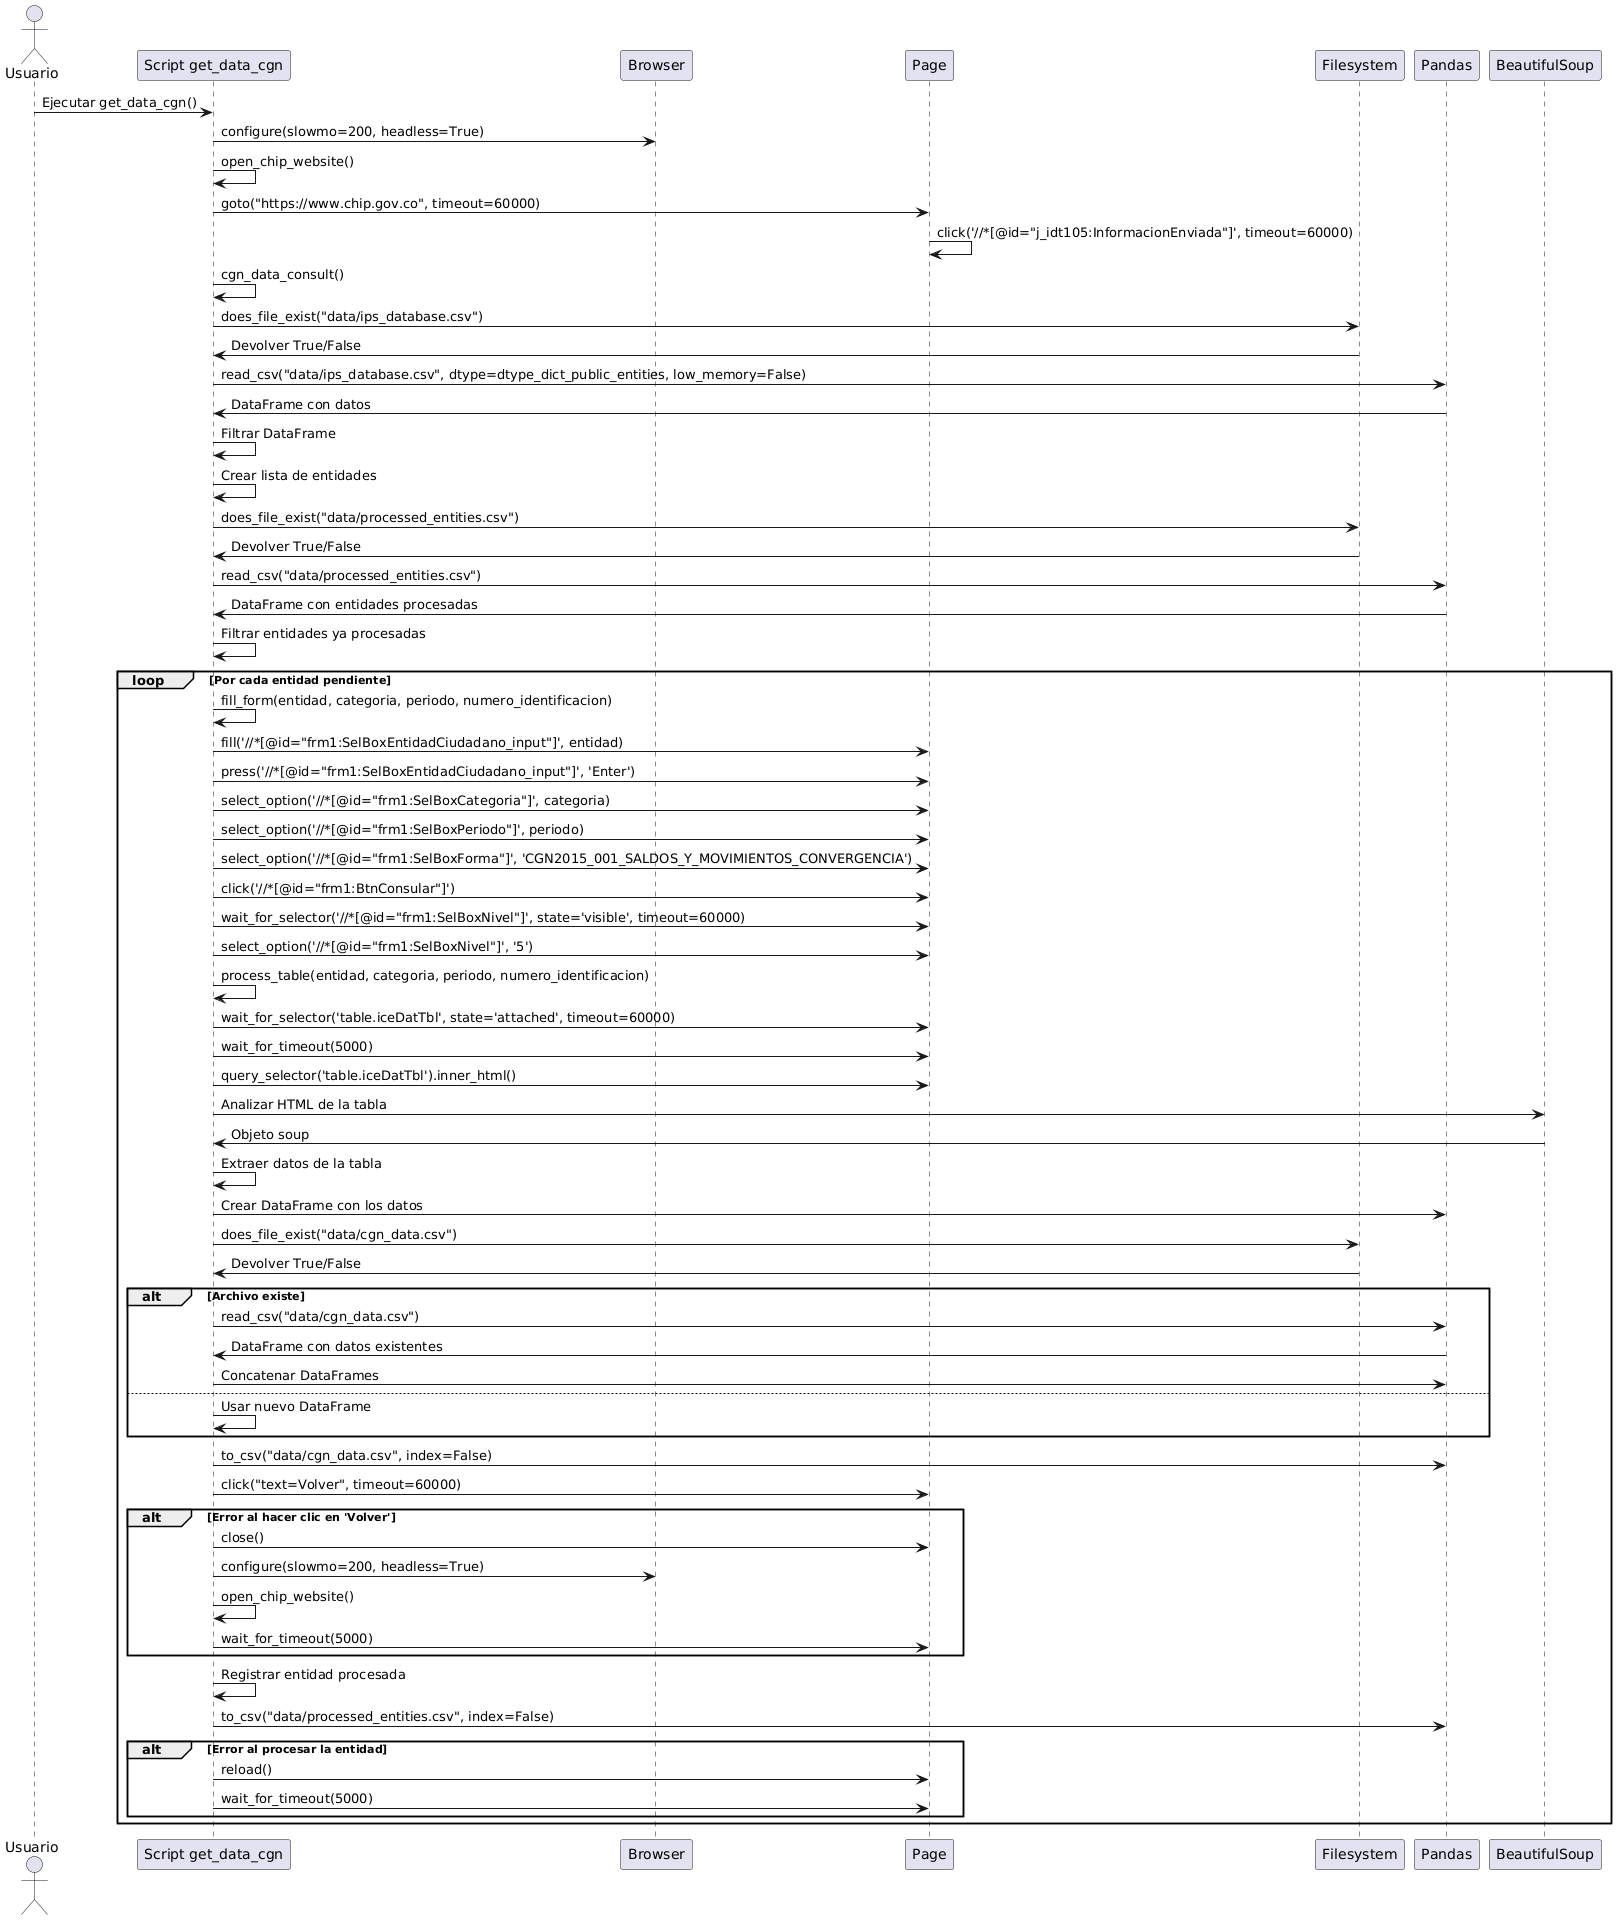 Usuario
Script get_data_cgn
Browser
Page
Filesystem
Pandas
BeautifulSoup
Ejecutar get_data_cgn()
configure(slowmo=200, headless=True)
open_chip_website()
goto("https://www.chip.gov.co", timeout=60000)
click('//*[@id="j_idt105:InformacionEnviada"]', timeout=60000)
cgn_data_consult()
does_file_exist("data/ips_database.csv")
Devolver True/False
read_csv("data/ips_database.csv", dtype=dtype_dict_public_entities, low_memory=False)
DataFrame con datos
Filtrar DataFrame
Crear lista de entidades
does_file_exist("data/processed_entities.csv")
Devolver True/False
read_csv("data/processed_entities.csv")
DataFrame con entidades procesadas
Filtrar entidades ya procesadas
loop [Por cada entidad pendiente]
fill_form(entidad, categoria, periodo, numero_identificacion)
fill('//*[@id="frm1:SelBoxEntidadCiudadano_input"]', entidad)
press('//*[@id="frm1:SelBoxEntidadCiudadano_input"]', 'Enter')
select_option('//*[@id="frm1:SelBoxCategoria"]', categoria)
select_option('//*[@id="frm1:SelBoxPeriodo"]', periodo)
select_option('//*[@id="frm1:SelBoxForma"]', 'CGN2015_001_SALDOS_Y_MOVIMIENTOS_CONVERGENCIA')
click('//*[@id="frm1:BtnConsular"]')
wait_for_selector('//*[@id="frm1:SelBoxNivel"]', state='visible', timeout=60000)
select_option('//*[@id="frm1:SelBoxNivel"]', '5')
process_table(entidad, categoria, periodo, numero_identificacion)
wait_for_selector('table.iceDatTbl', state='attached', timeout=60000)
wait_for_timeout(5000)
query_selector('table.iceDatTbl').inner_html()
Analizar HTML de la tabla
Objeto soup
Extraer datos de la tabla
Crear DataFrame con los datos
does_file_exist("data/cgn_data.csv")
Devolver True/False
alt [Archivo existe]
read_csv("data/cgn_data.csv")
DataFrame con datos existentes
Concatenar DataFrames
Usar nuevo DataFrame
to_csv("data/cgn_data.csv", index=False)
click("text=Volver", timeout=60000)
alt [Error al hacer clic en 'Volver']
close()
configure(slowmo=200, headless=True)
open_chip_website()
wait_for_timeout(5000)
Registrar entidad procesada
to_csv("data/processed_entities.csv", index=False)
alt [Error al procesar la entidad]
reload()
wait_for_timeout(5000)
Usuario
Script get_data_cgn
Browser
Page
Filesystem
Pandas
BeautifulSoup